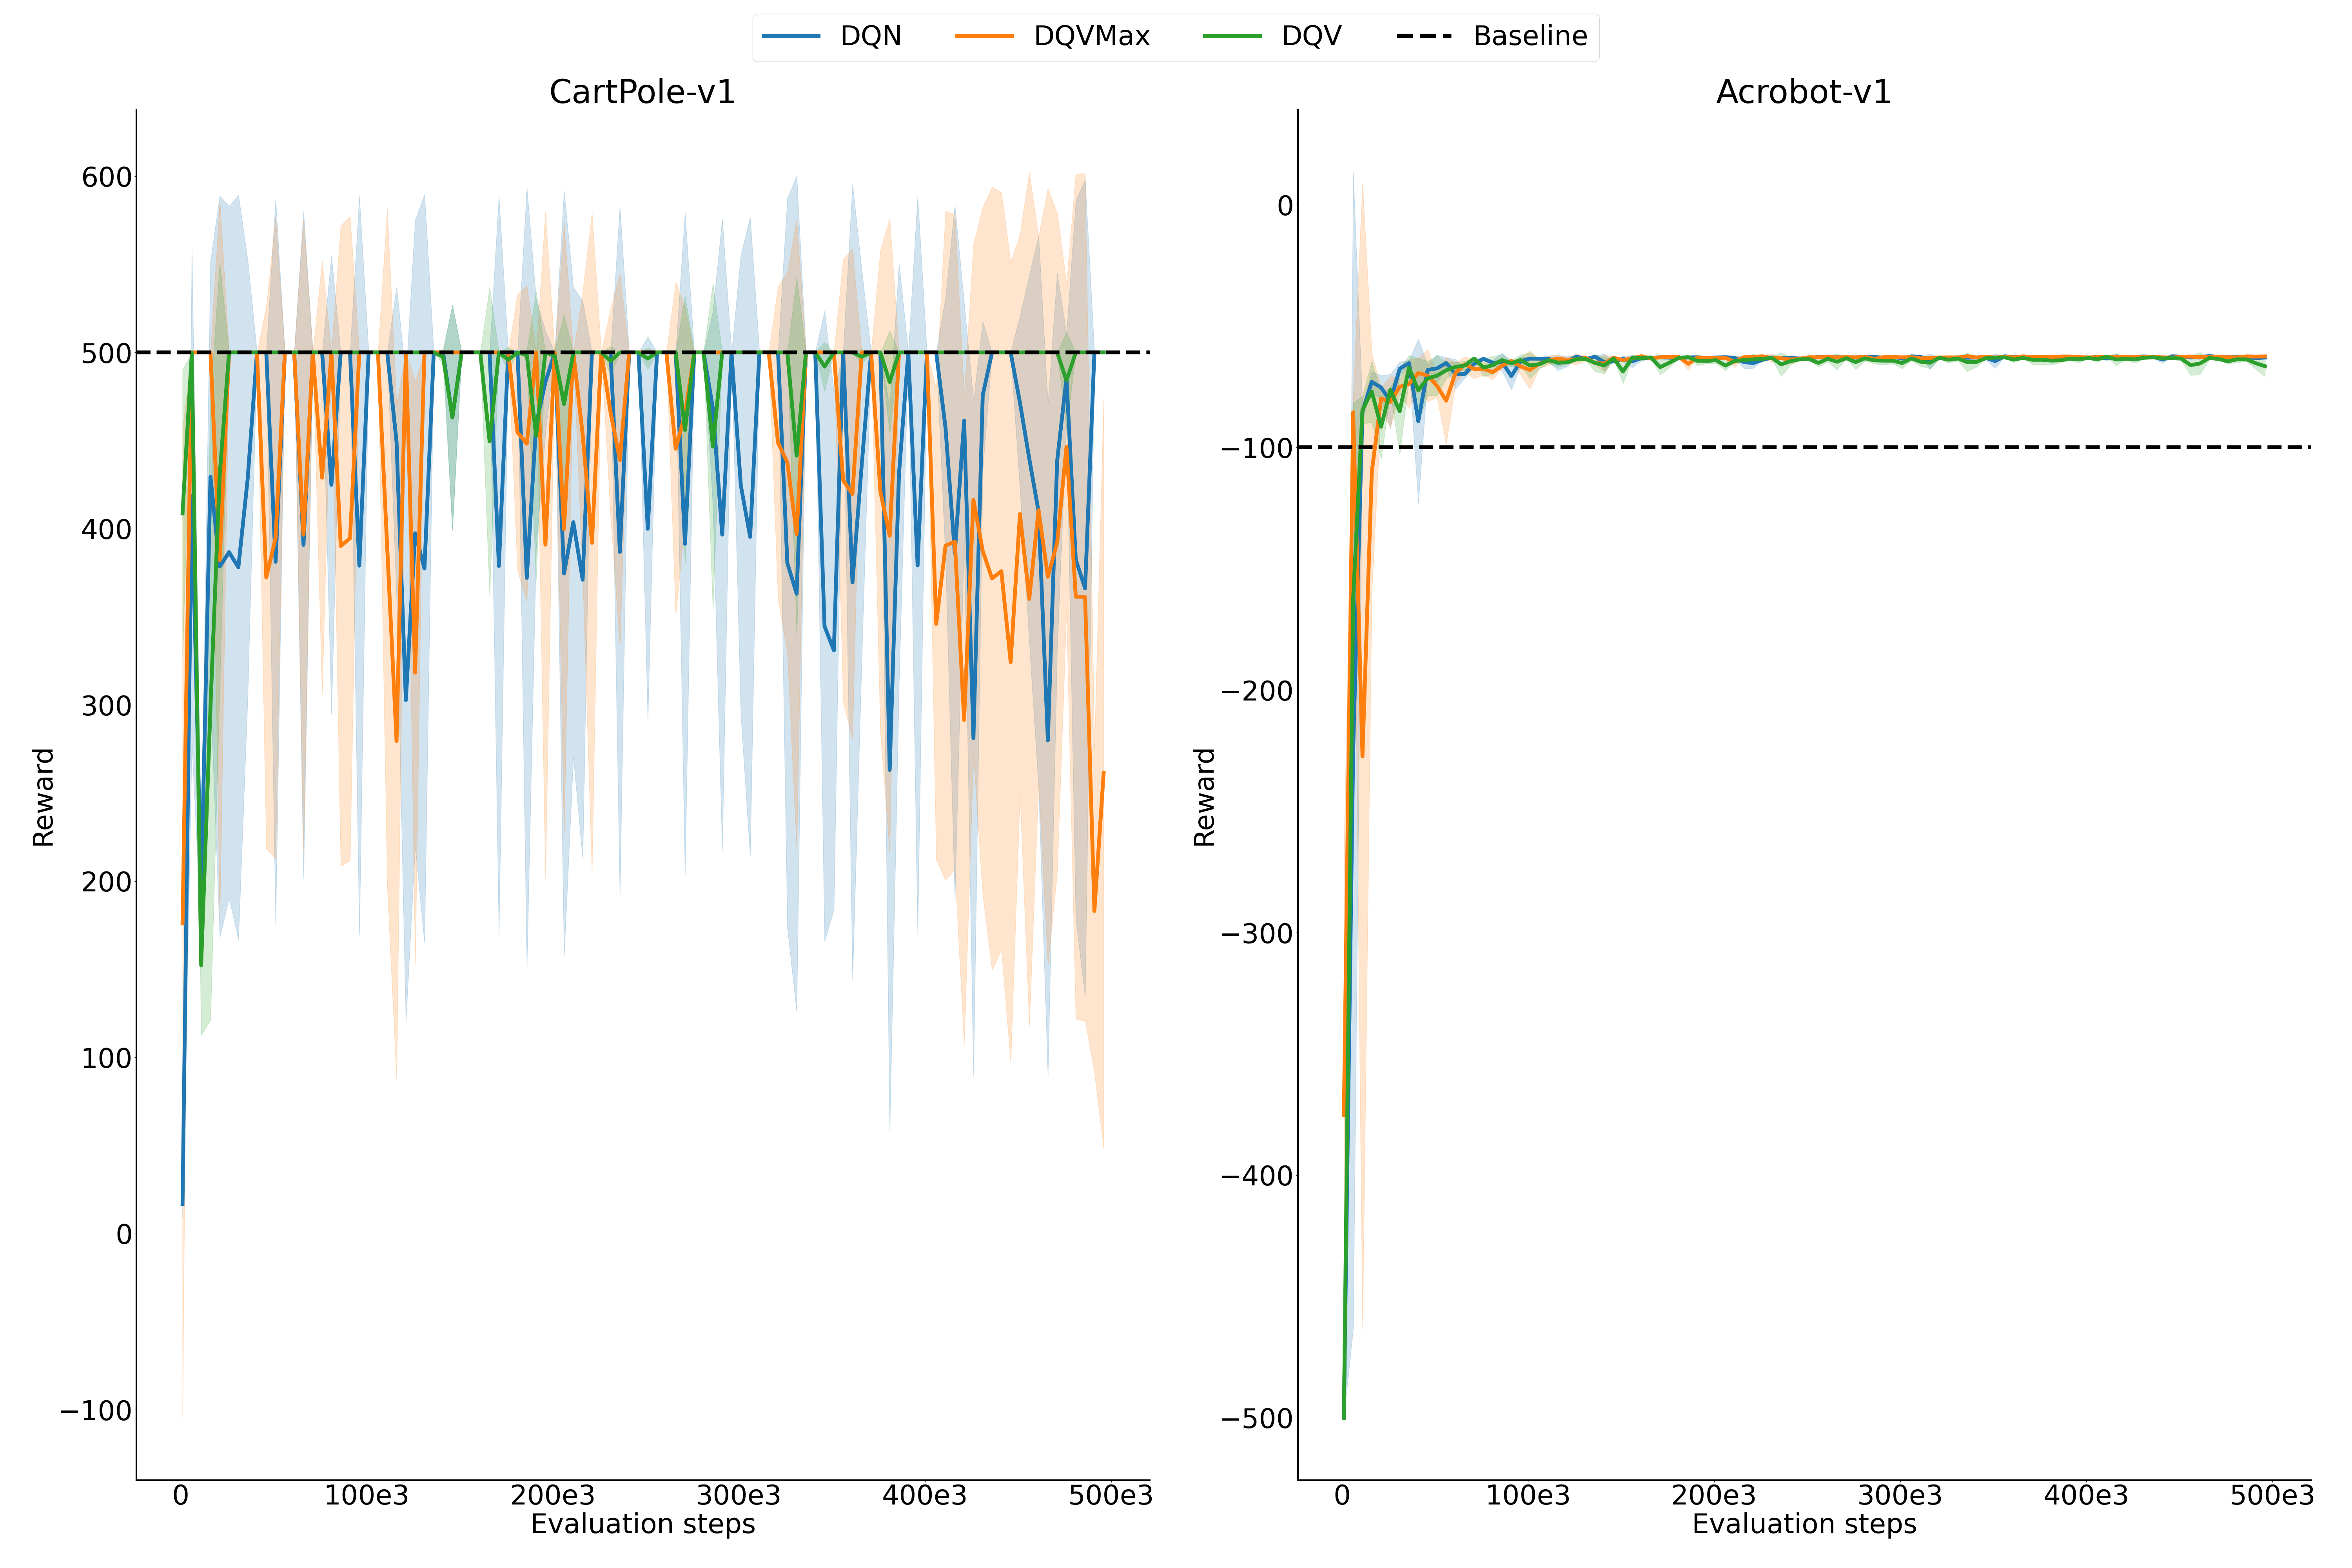 DQN DQVMax DQV Baseline
CartPole-v1
600
500
400
300
200
100
0
−100
Reward
0 100e3 200e3 300e3 400e3 500e3
Evaluation steps
Acrobot-v1
0
−100
−200
−300
−400
−500
Reward
0 100e3 200e3 300e3 400e3 500e3
Evaluation steps